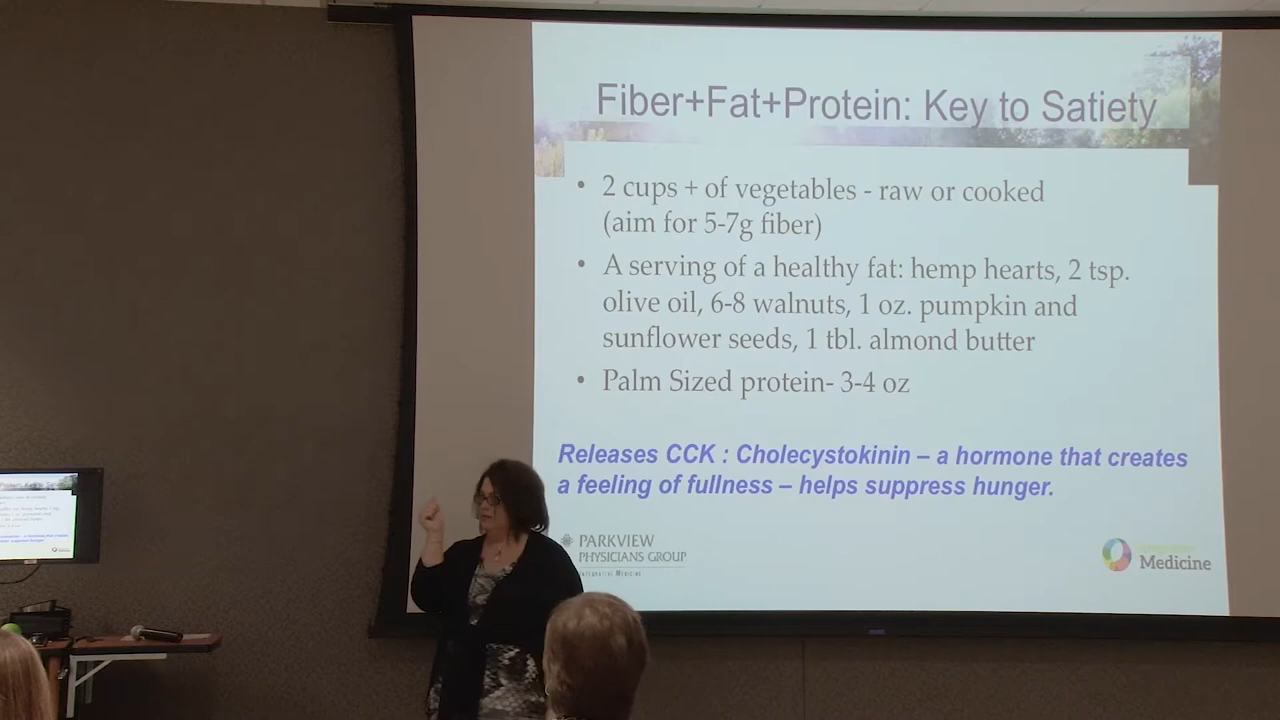 Fiber+Fat+Protein: Key to Satiety
• 2 cups + of vegetables - raw or cooked
(aim for 5-7g fiber)
• A serving of a healthy fat: hemp hearts, 2 tsp.
olive oil, 6-8 walnuts, 1 oz. pumpkin and
sunflower seeds, 1 tbl. almond butter
• Palm Sized protein- 3-4 oz
Releases CCK : Cholecystokinin – a hormone that creates
a feeling of fullness – helps suppress hunger.
PARKVIEW
PHYSICIANS GROUP
Integrative Medicine
Medicine